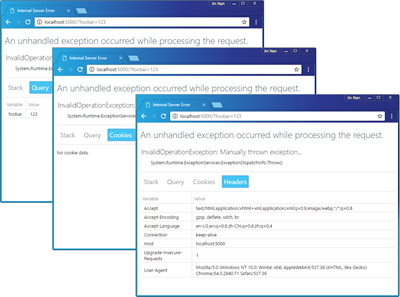 Internal Server Error
Jin Nan
localhost:5000/?foobar=123
An unhandled exception occurred while processing the request.
InvalidOperationException:
System.Runtime.
Stack
Query
Variable Value
foobar 123
Internal Server Error
Jin Nan
localhost:5000/?foobar=123
An unhandled exception occurred while processing the request.
InvalidOperationException:
System.Runtime.ExceptionServices
Stack
Query
Cookies
No cookie data.
Internal Server Error
Jin Nan
localhost:5000/?foobar=123
An unhandled exception occurred while processing the request.
InvalidOperationException: Manually thrown exception...
System.Runtime.ExceptionServices.ExceptionDispatchInfo.Throw()
Stack
Query
Cookies
Headers
Variable Value
Accept text/html,application/xhtml+xml,application/xml;q=0.9,image/webp,*/*;q=0.8
Accept-Encoding gzip, deflate, sdch, br
Accept-Language en-US,en;q=0.8,zh-CN;q=0.6,zh;q=0.4
Connection keep-alive
Host localhost:5000
Upgrade-Insecure-Requests 1
User-Agent Mozilla/5.0 (Windows NT 10.0; Win64; x64) AppleWebKit/537.36 (KHTML, like Gecko)
Chrome/54.0.2840.71 Safari/537.36